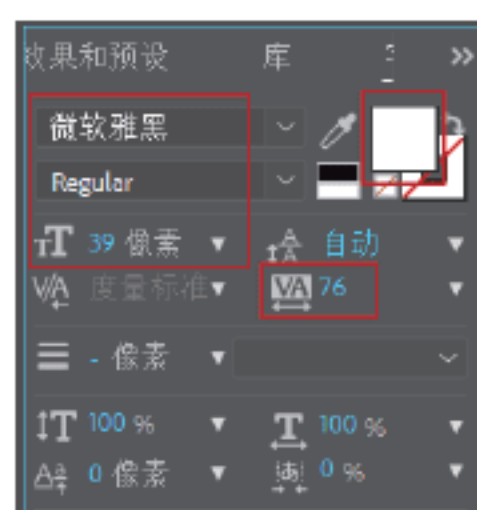 效果和预设 库
微软雅黑
Regular
39 像素 自动
度量标准 76
- 像素
100 % 100 %
0 像素 0 %